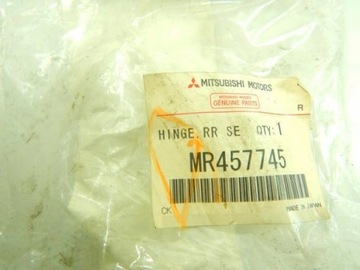 MITSUBISHI MOTORS
GENUINE PARTS
R
HINGE,RR SE QTY:1
MR457745
CK MADE IN JAPAN